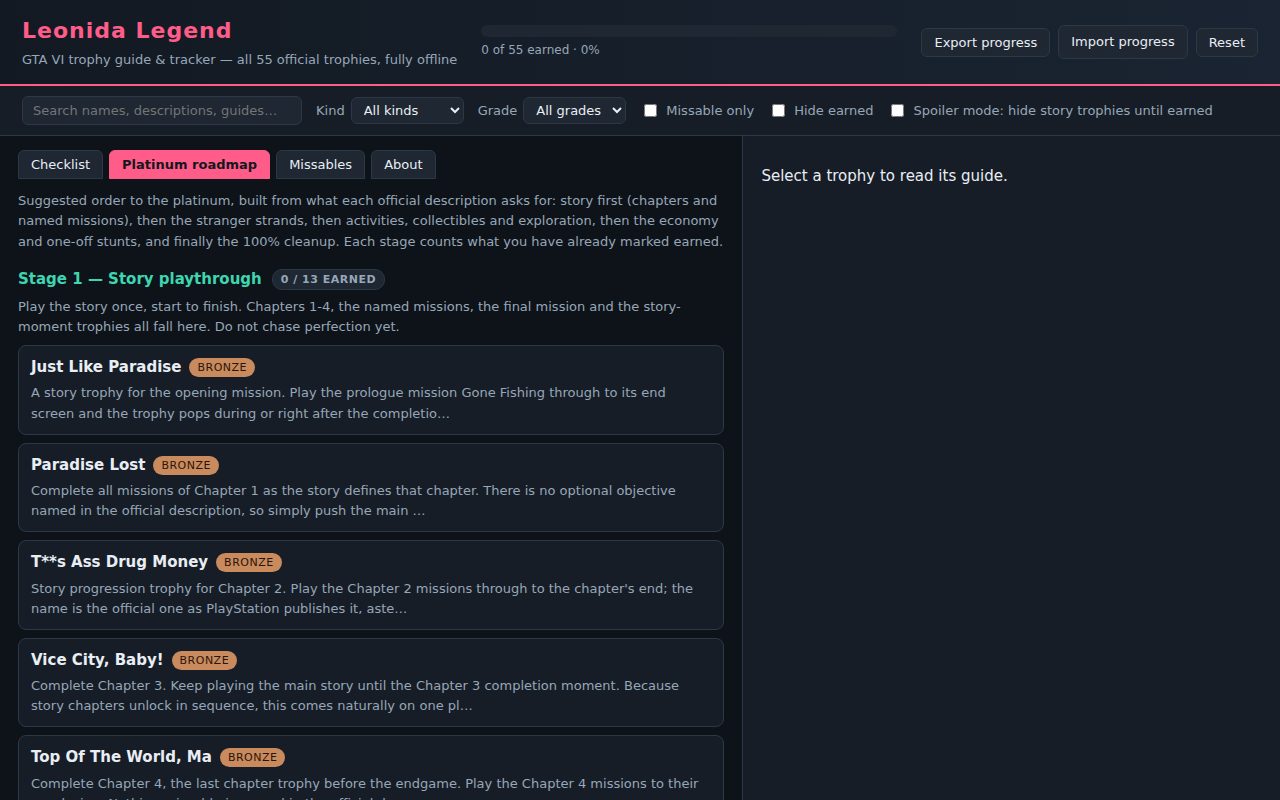 Leonida Legend
GTA VI trophy guide & tracker — all 55 official trophies, fully offline
0 of 55 earned · 0%
Export progress
Import progress
Reset
Search names, descriptions, guides…
Kind
All kinds
Grade
All grades
Missable only
Hide earned
Spoiler mode: hide story trophies until earned
Checklist
Platinum roadmap
Missables
About
Suggested order to the platinum, built from what each official description asks for: story first (chapters and
named missions), then the stranger strands, then activities, collectibles and exploration, then the economy
and one-off stunts, and finally the 100% cleanup. Each stage counts what you have already marked earned.
Stage 1 — Story playthrough
0 / 13 EARNED
Play the story once, start to finish. Chapters 1-4, the named missions, the final mission and the story-
moment trophies all fall here. Do not chase perfection yet.
Just Like Paradise
BRONZE
A story trophy for the opening mission. Play the prologue mission Gone Fishing through to its end
screen and the trophy pops during or right after the completio…
Paradise Lost
BRONZE
Complete all missions of Chapter 1 as the story defines that chapter. There is no optional objective
named in the official description, so simply push the main …
T**s Ass Drug Money
BRONZE
Story progression trophy for Chapter 2. Play the Chapter 2 missions through to the chapter's end; the
name is the official one as PlayStation publishes it, aste…
Vice City, Baby!
BRONZE
Complete Chapter 3. Keep playing the main story until the Chapter 3 completion moment. Because
story chapters unlock in sequence, this comes naturally on one pl…
Top Of The World, Ma
BRONZE
Complete Chapter 4, the last chapter trophy before the endgame. Play the Chapter 4 missions to their
Select a trophy to read its guide.